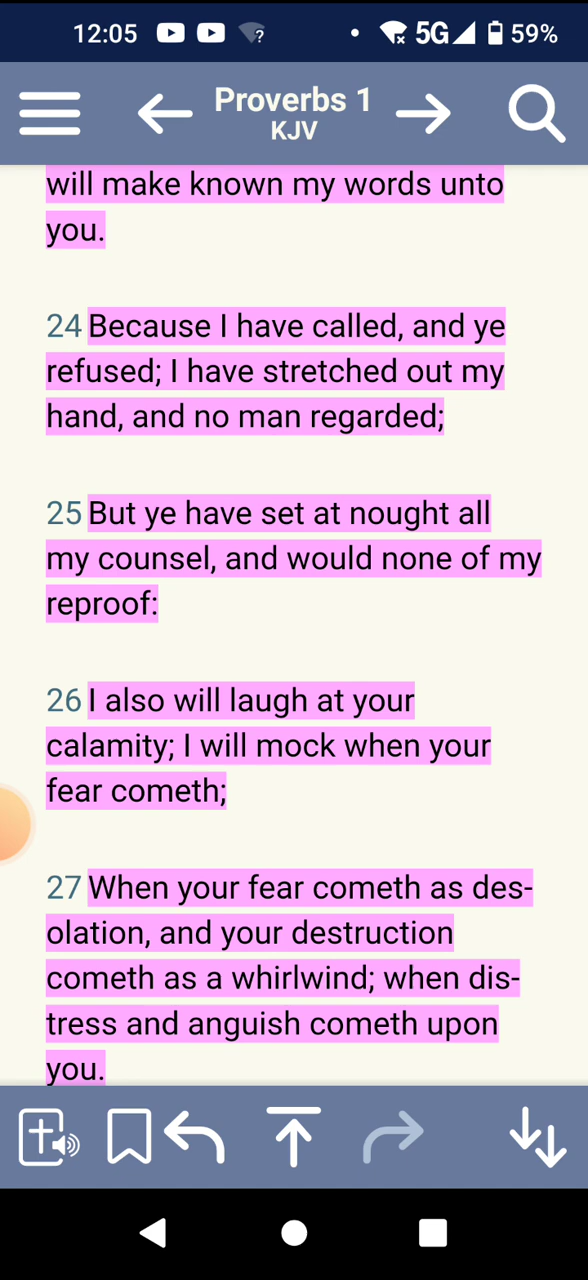 12:05 ? 5G 59%
Proverbs 1
KJV
will make known my words unto
you.
24 Because I have called, and ye
refused; I have stretched out my
hand, and no man regarded;
25 But ye have set at nought all
my counsel, and would none of my
reproof:
26 I also will laugh at your
calamity; I will mock when your
fear cometh;
27 When your fear cometh as des-
olation, and your destruction
cometh as a whirlwind; when dis-
tress and anguish cometh upon
you.